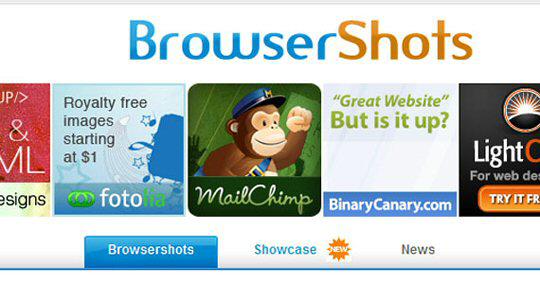 BrowserShots
UP/>
&
ML
esigns
Royalty free
images
starting
at $1
fotolia
MailChimp
"Great Website"
But is it up?
BinaryCanary.com
Light
For web des
TRY IT FR
Browsershots
Showcase
NEW
News